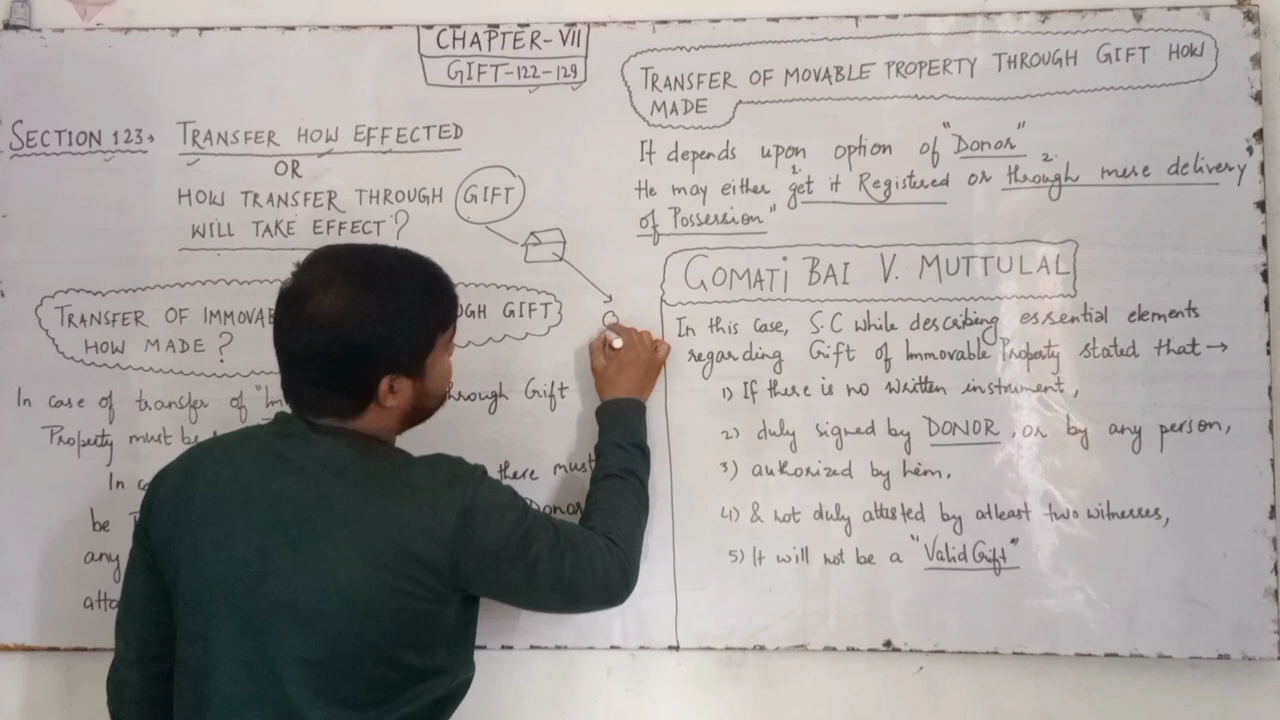 CHAPTER-VII
GIFT-122-129
SECTION 123→ TRANSFER HOW EFFECTED
OR
HOW TRANSFER THROUGH GIFT
WILL TAKE EFFECT?
TRANSFER OF IMMOVAB GH GIFT
HOW MADE ?
In case of transfer of "Im hrough Gift
Property must be
In ca there must
be Donor
any
atte
TRANSFER OF MOVABLE PROPERTY THROUGH GIFT HOW
MADE
It depends upon option of "Donor"
He may either 1. get it Registered or 2. through mere delivery
of Possession"
GOMATI BAI V. MUTTULAL
In this case, S.C while describing essential elements
regarding Gift of Immovable Property stated that →
1) If there is no written instrument,
2) duly signed by DONOR, or by any person,
3) authorized by him,
4) & not duly attested by atleast two witnesses,
5) It will not be a "Valid Gift"